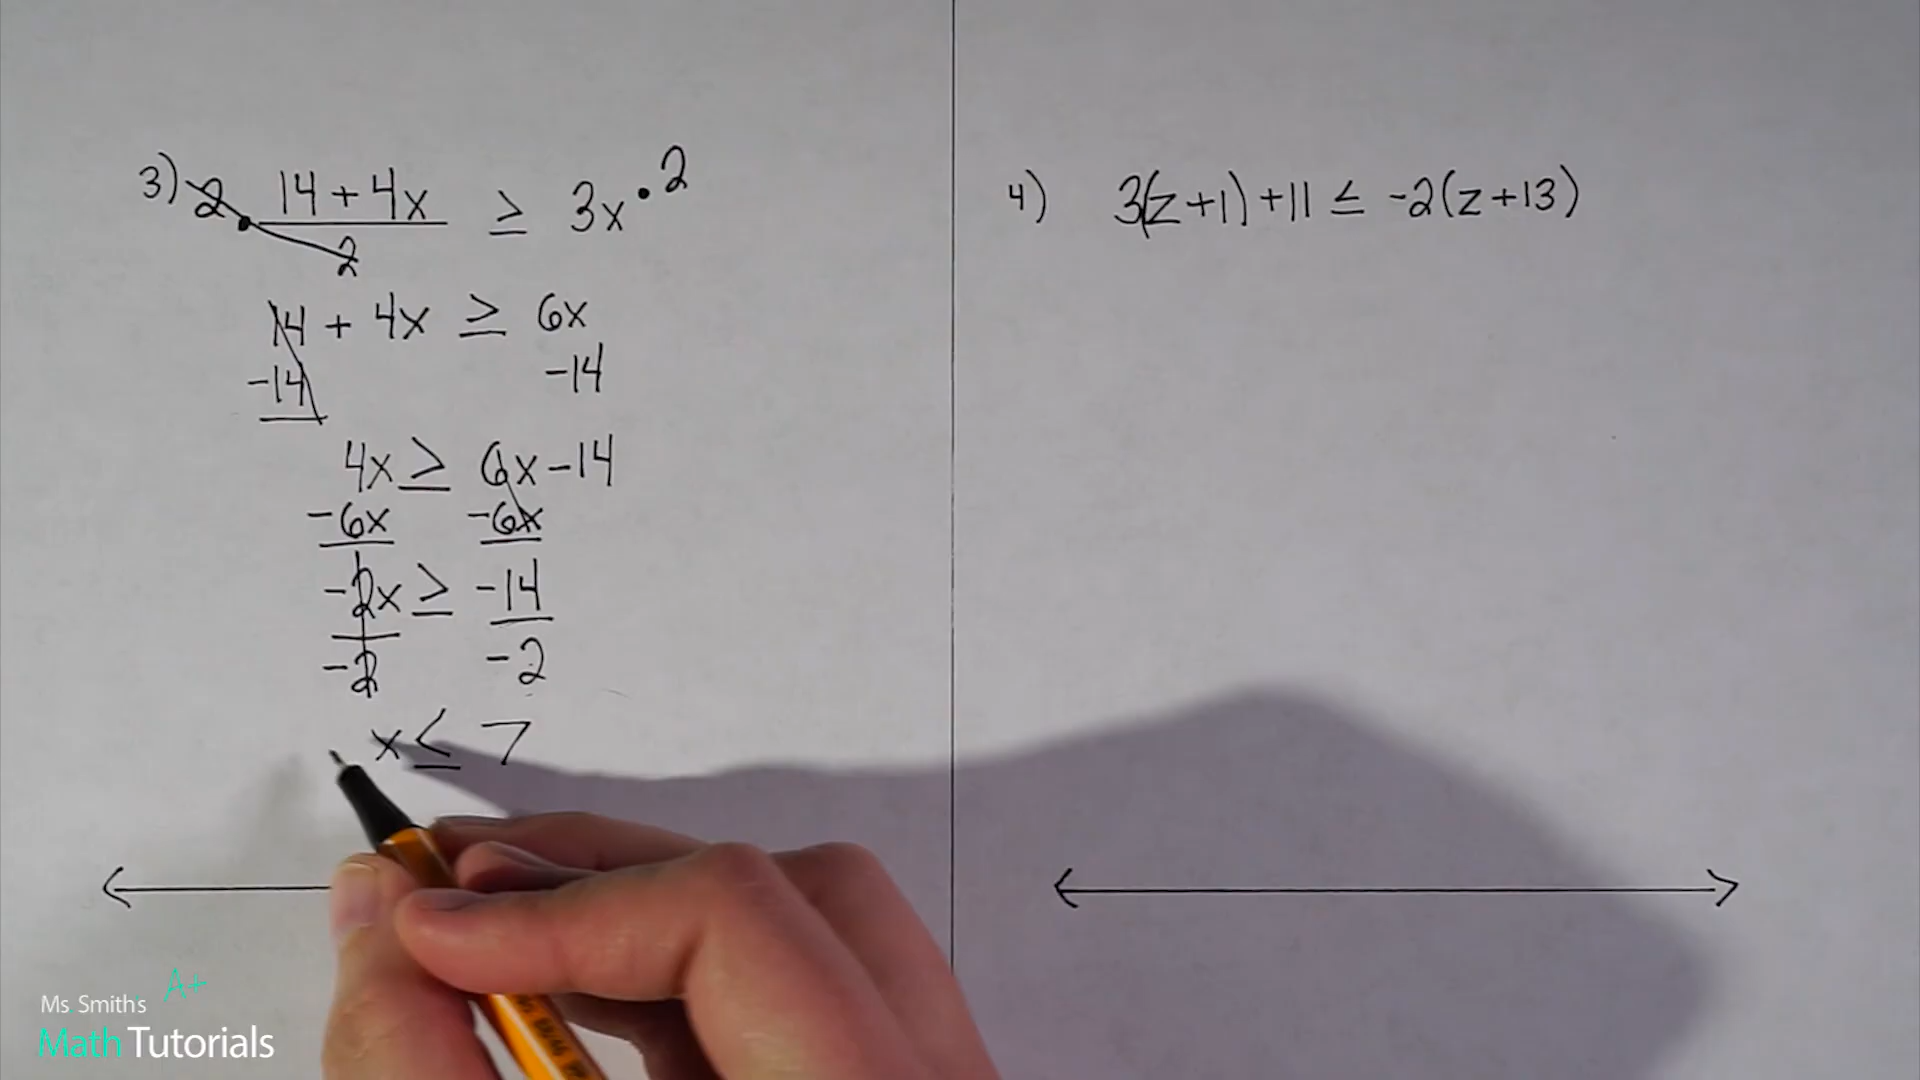 3) 2 • 14 + 4x ≥ 3x • 2
2
14 + 4x ≥ 6x
-14 -14
4x ≥ 6x - 14
-6x -6x
-2x ≥ -14
-2 -2
x ≤ 7
4) 3(z+1) + 11 ≤ -2(z+13)
Ms. Smith's A+
Math Tutorials